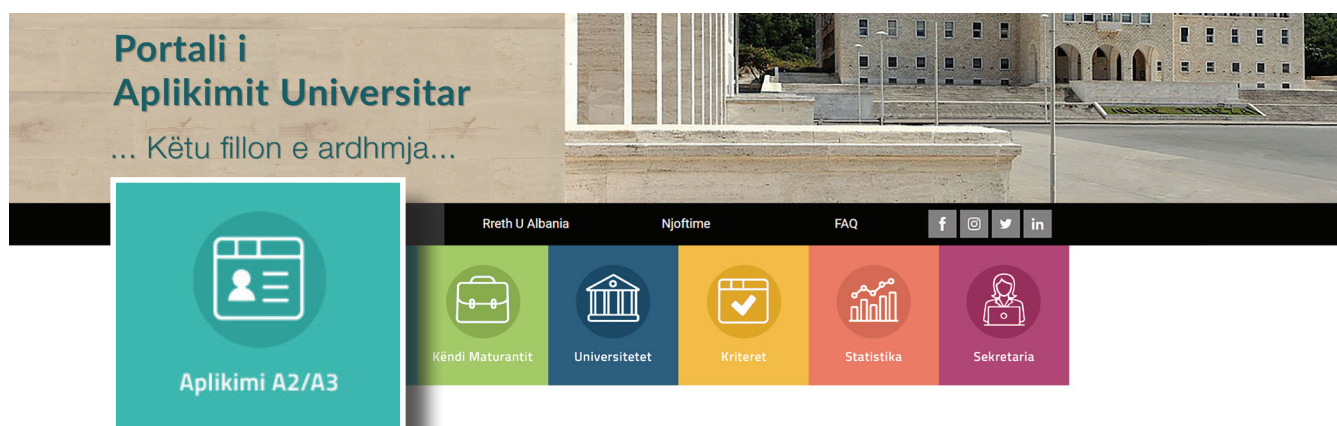 Portali i
Aplikimit Universitar
... Këtu fillon e ardhmja...
Rreth U Albania Njoftime FAQ
Aplikimi A2/A3
Këndi Maturantit
Universitetet
Kriteret
Statistika
Sekretaria